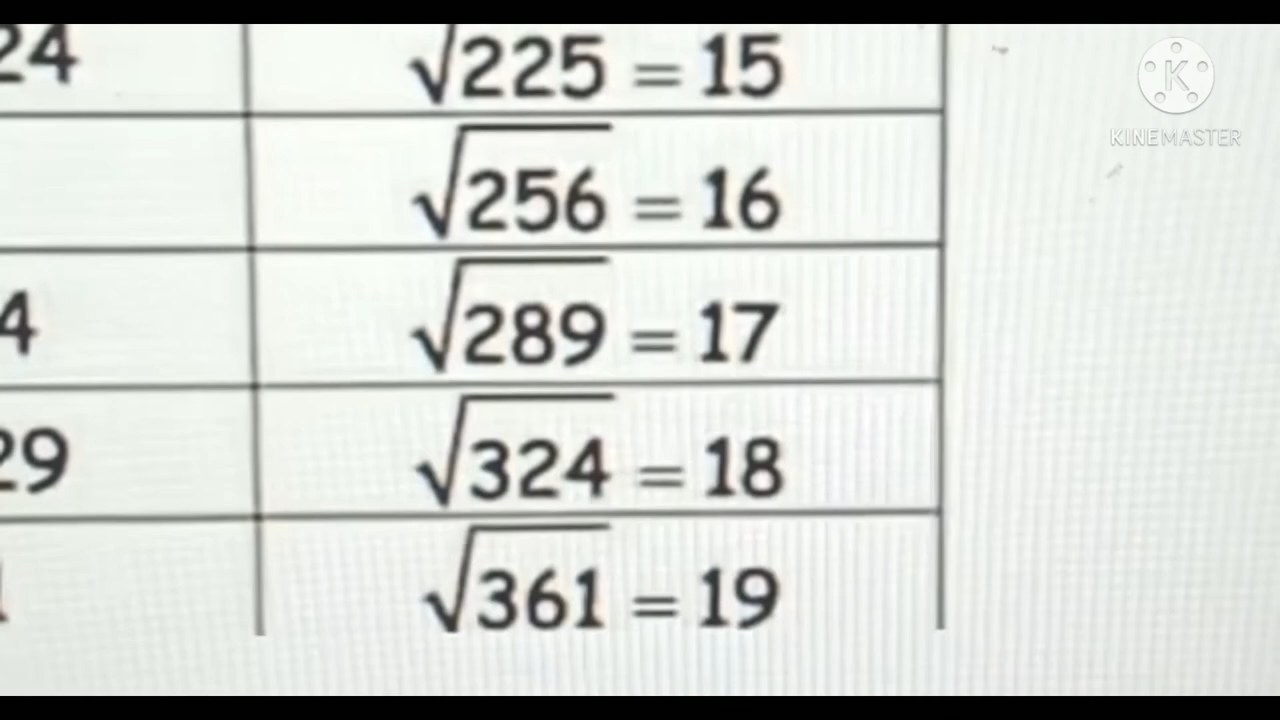 24 √225 = 15
√256 = 16
4 √289 = 17
29 √324 = 18
√361 = 19
K
KINEMASTER